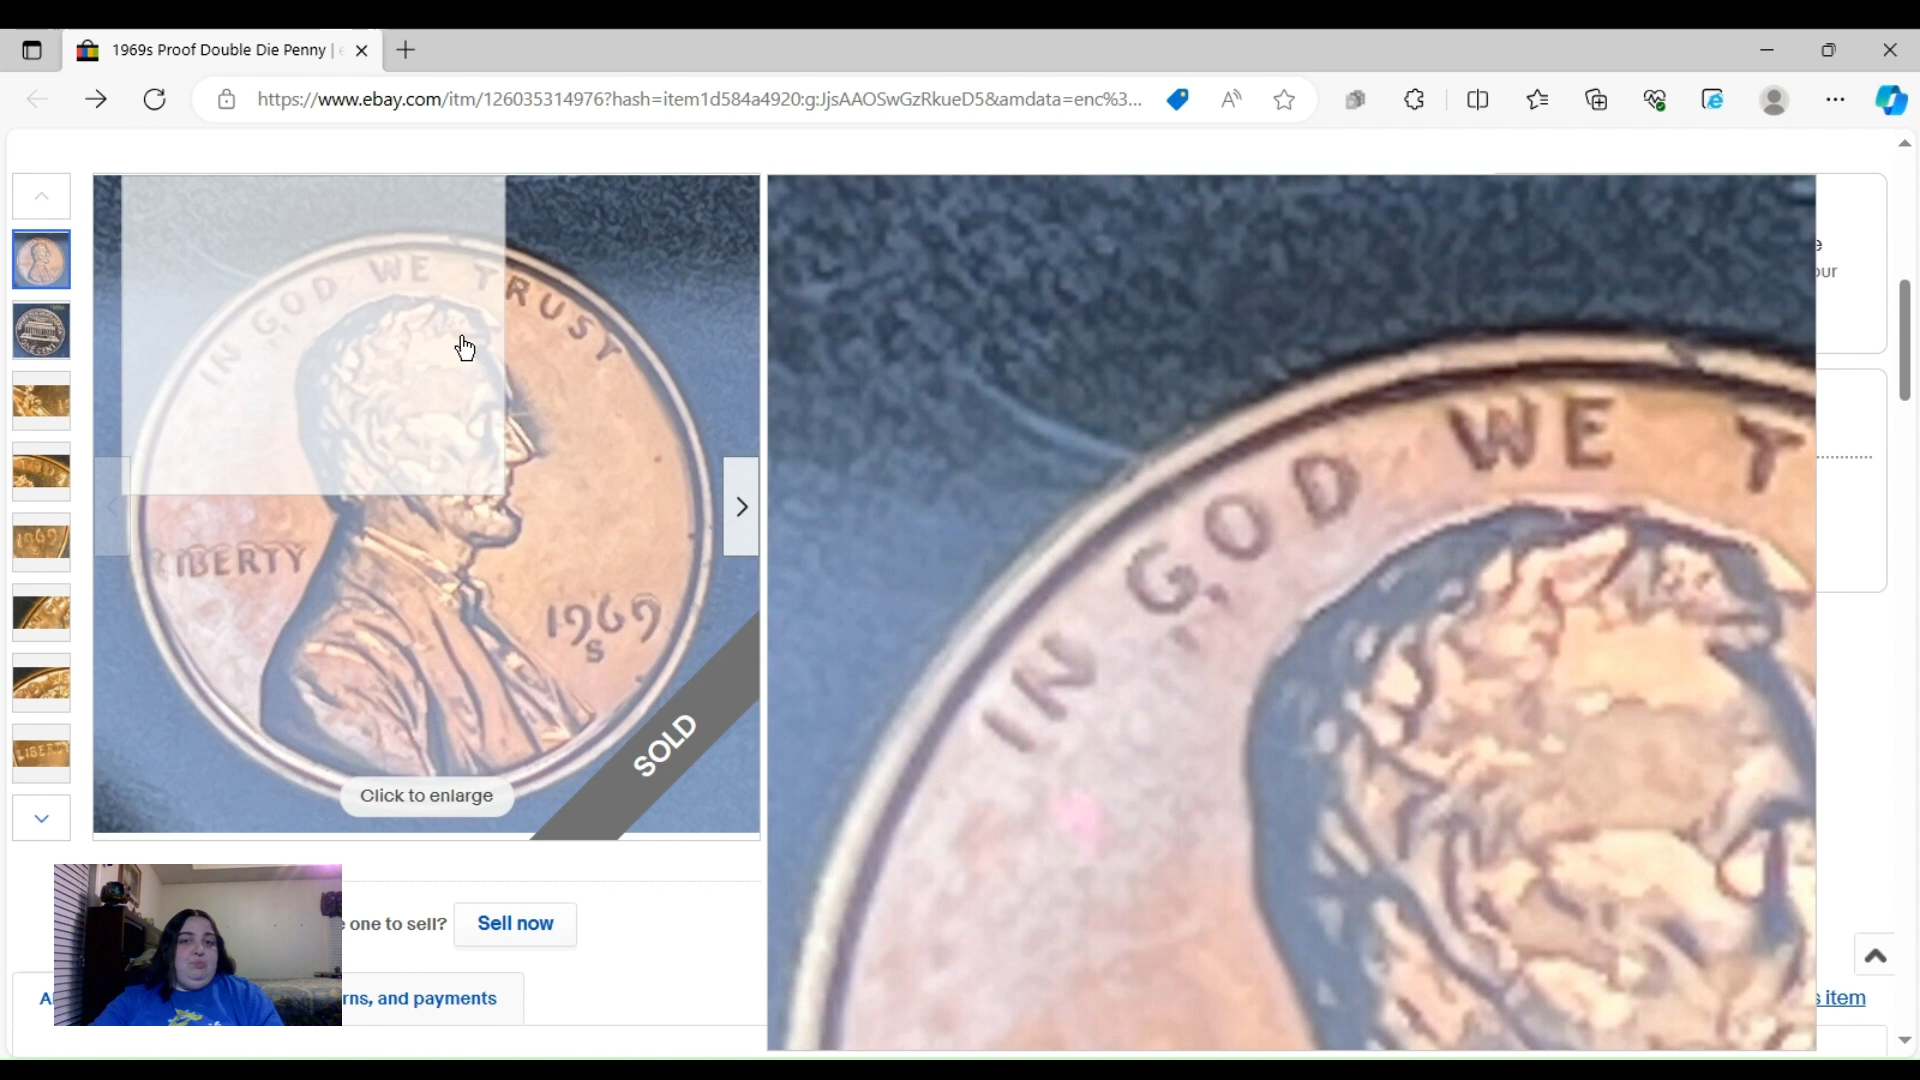 1969s Proof Double Die Penny | e
https://www.ebay.com/itm/126035314976?hash=item1d584a4920:g:JjsAAOSwGzRkueD5&amdata=enc%3...
IN GOD WE TRUST
LIBERTY
1969
S
SOLD
Click to enlarge
IN GOD WE T
e
our
one to sell?
Sell now
rns, and payments
s item